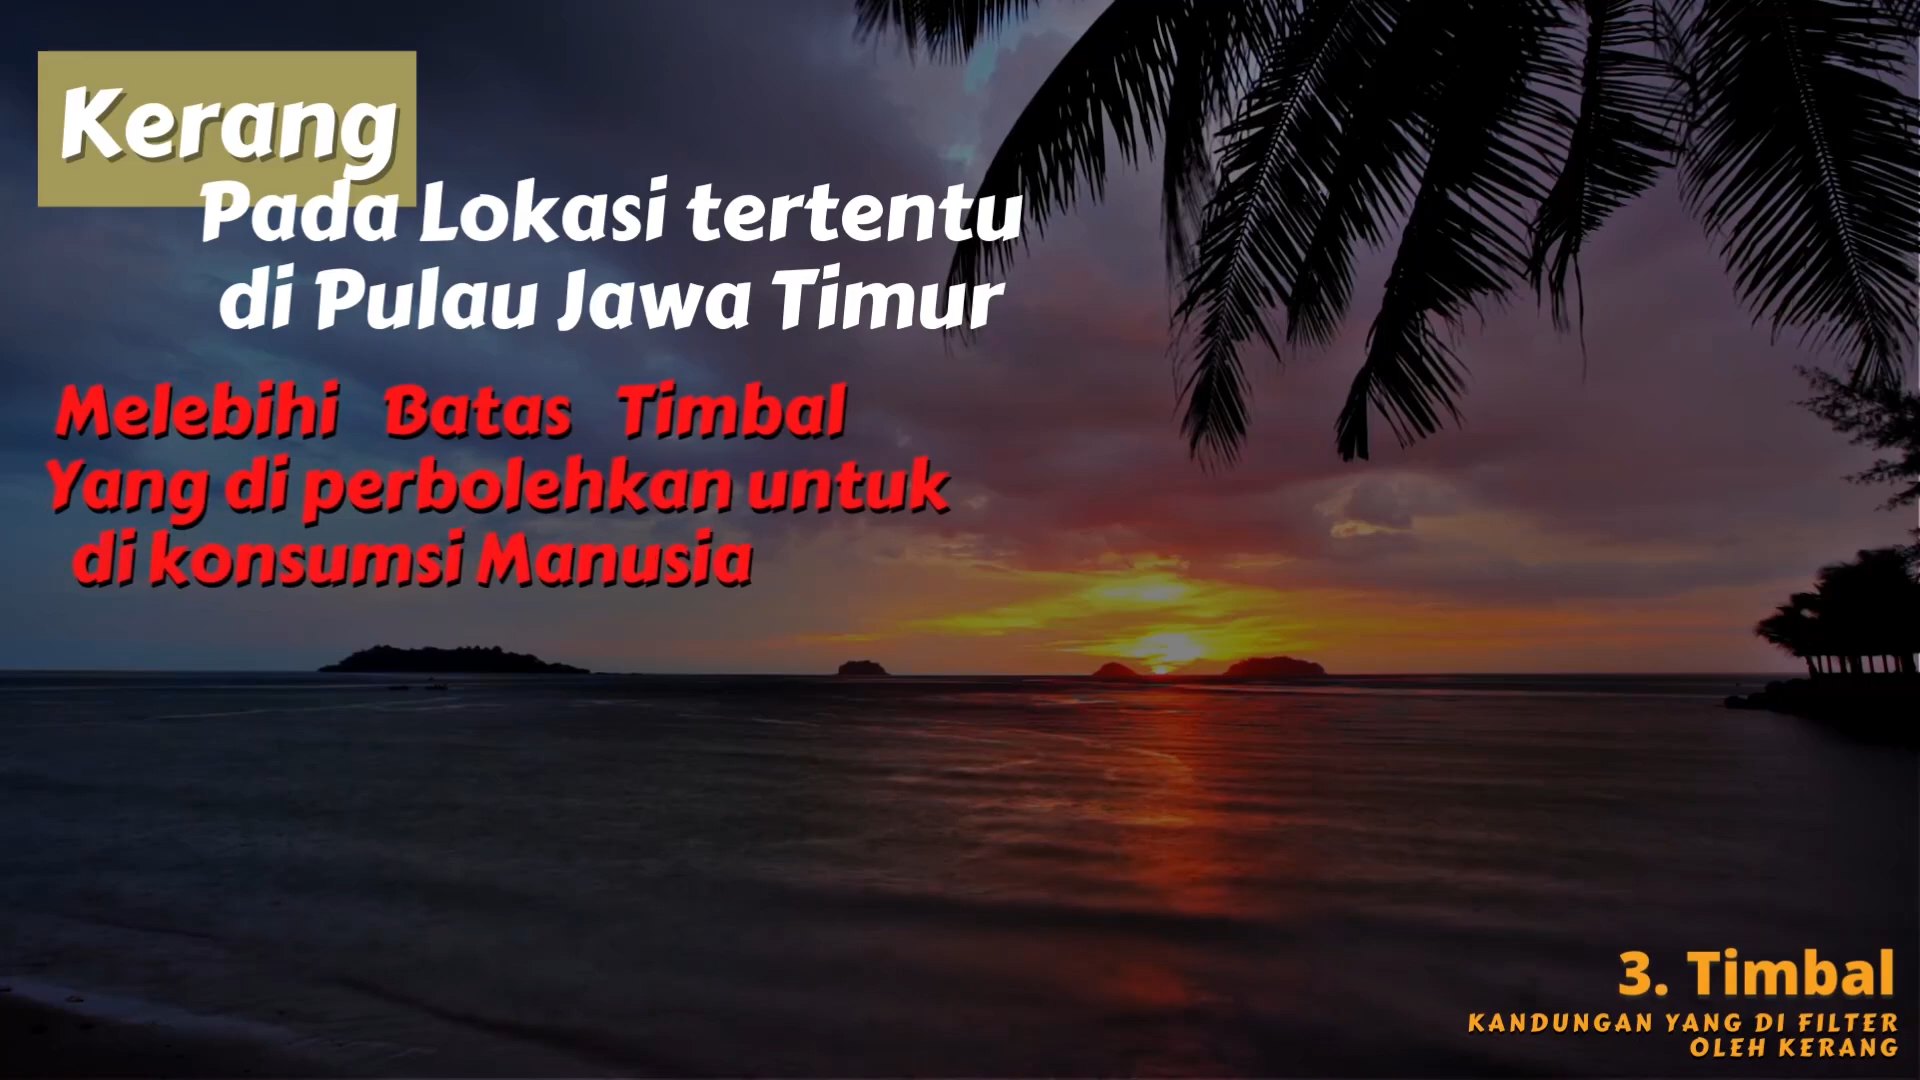 Kerang
Pada Lokasi tertentu
di Pulau Jawa Timur
Melebihi Batas Timbal
Yang di perbolehkan untuk
di konsumsi Manusia
3. Timbal
KANDUNGAN YANG DI FILTER
OLEH KERANG